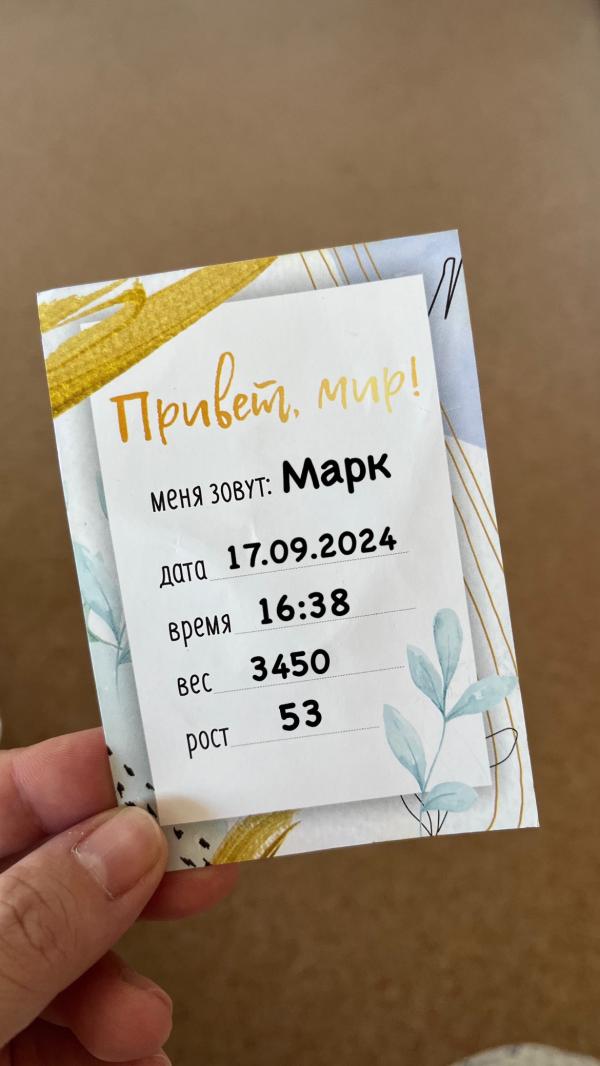 Привет, мир!
меня зовут: Марк
дата 17.09.2024
время 16:38
вес 3450
рост 53